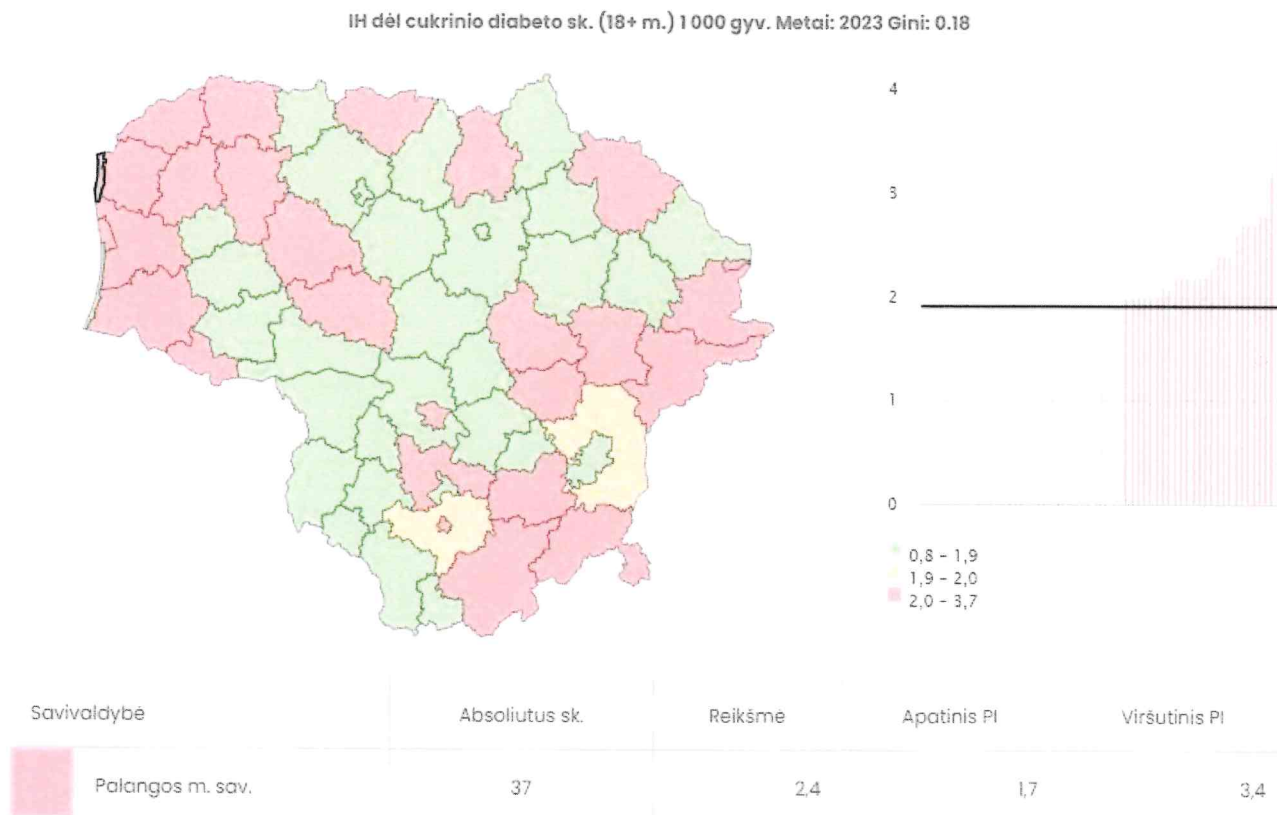 IH dėl cukrinio diabeto sk. (18+ m.) 1 000 gyv. Metai: 2023 Gini: 0.18
4
3
2
1
0
0,8 - 1,9
1,9 - 2,0
2,0 - 3,7
Savivaldybė Absoliutus sk. Reikšmė Apatinis PI Viršutinis PI
Palangos m. sav. 37 2,4 1,7 3,4